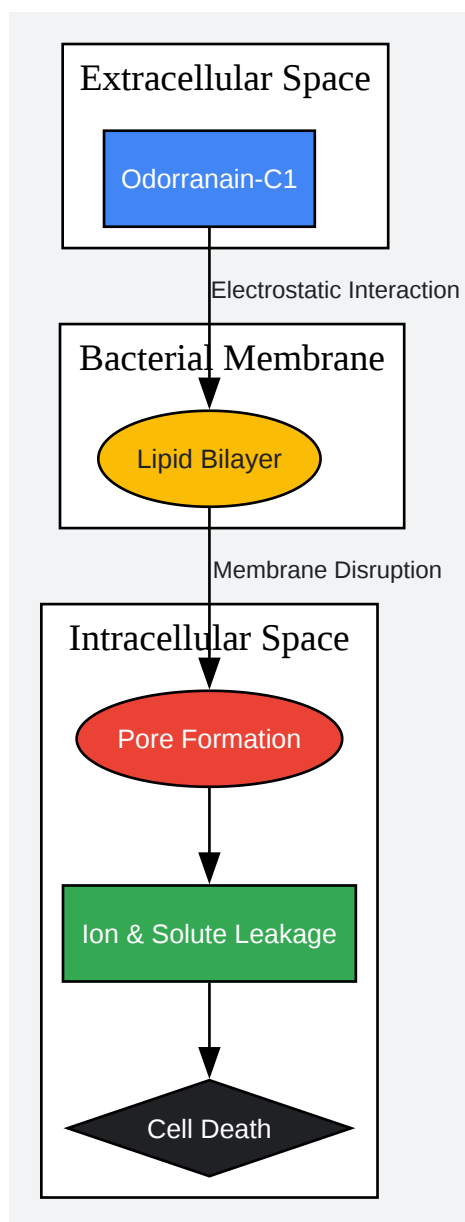 Extracellular Space
Odorranain-C1
Electrostatic Interaction
Bacterial Membrane
Lipid Bilayer
Membrane Disruption
Intracellular Space
Pore Formation
Ion & Solute Leakage
Cell Death